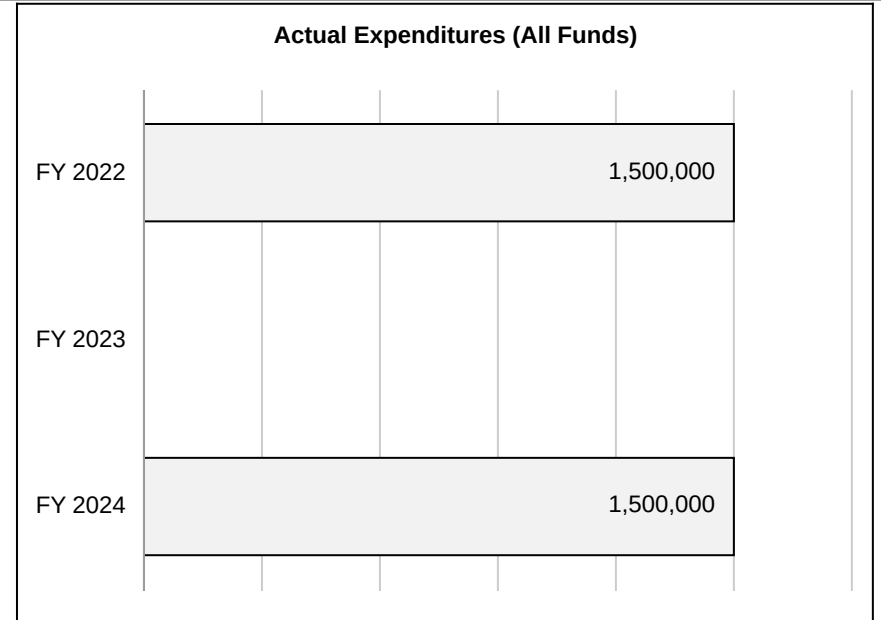 Actual Expenditures (All Funds)
FY 2022 1,500,000
FY 2023
FY 2024 1,500,000